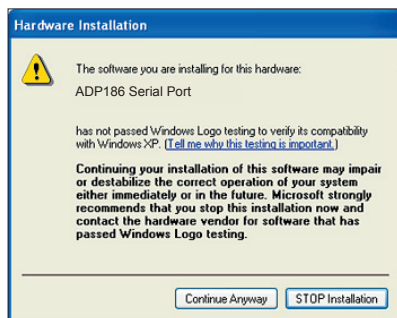 Hardware Installation
The software you are installing for this hardware:
ADP186 Serial Port
has not passed Windows Logo testing to verify its compatibility
with Windows XP. (Tell me why this testing is important.)
Continuing your installation of this software may impair
or destabilize the correct operation of your system
either immediately or in the future. Microsoft strongly
recommends that you stop this installation now and
contact the hardware vendor for software that has
passed Windows Logo testing.
Continue Anyway
STOP Installation